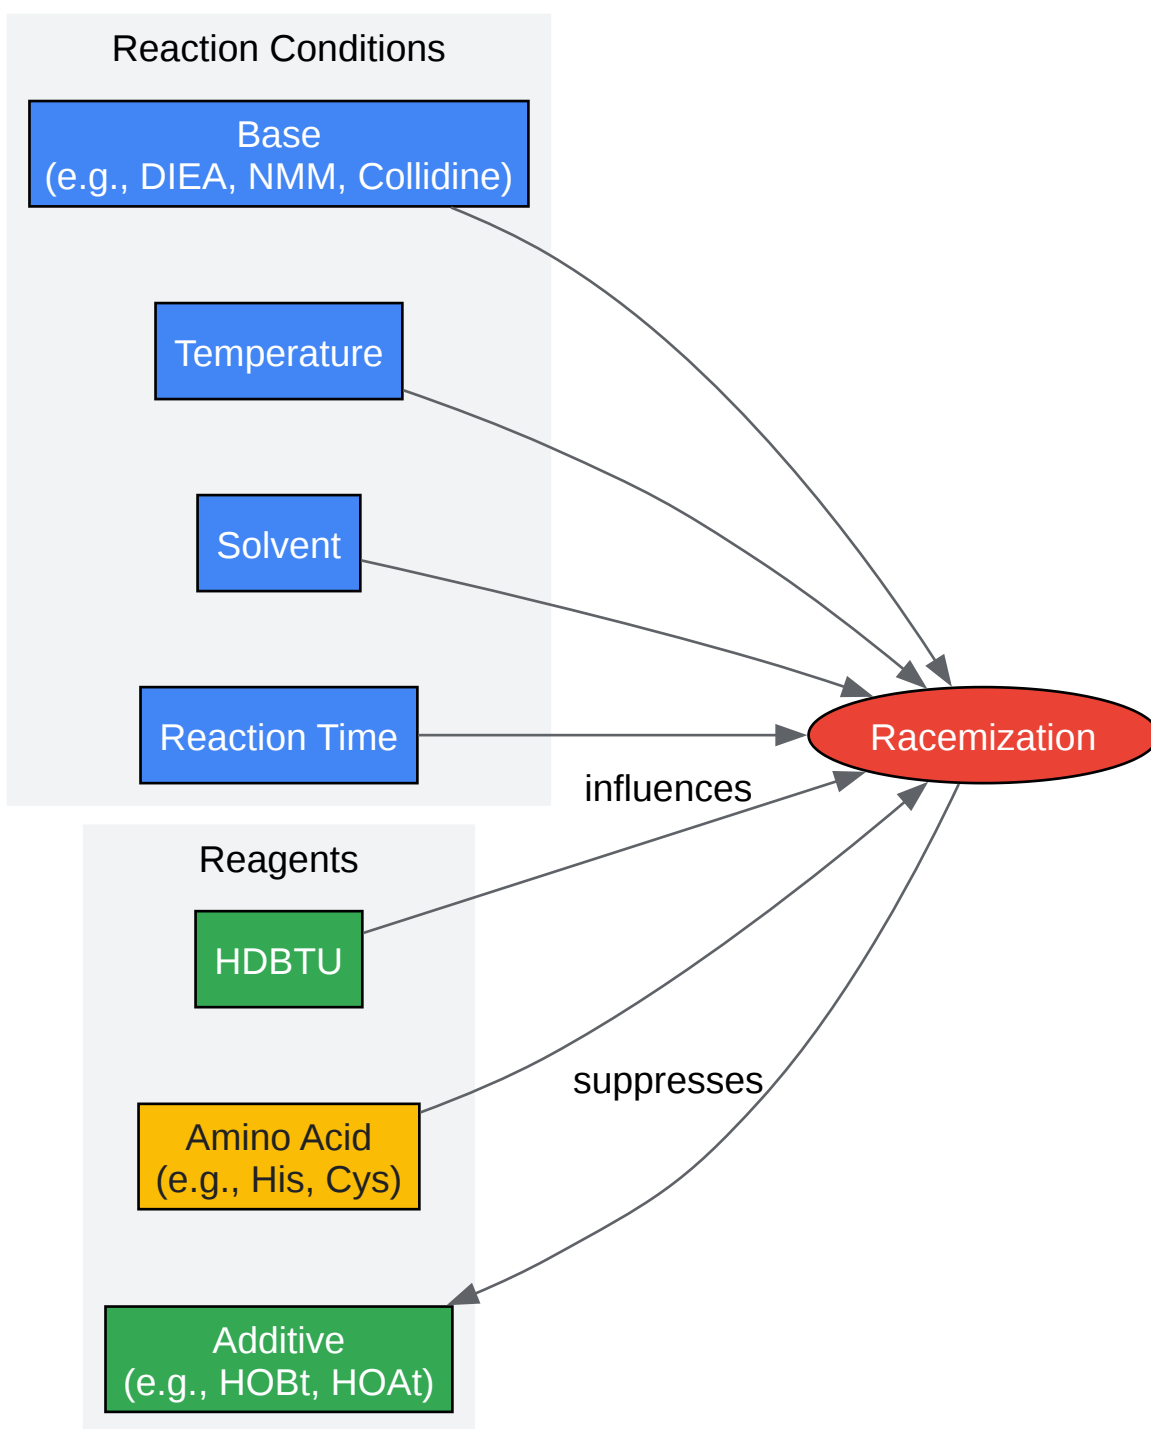 Reaction Conditions
Base
(e.g., DIEA, NMM, Collidine)
Temperature
Solvent
Reaction Time
Racemization
influences
Reagents
HDBTU
suppresses
Amino Acid
(e.g., His, Cys)
Additive
(e.g., HOBt, HOAt)